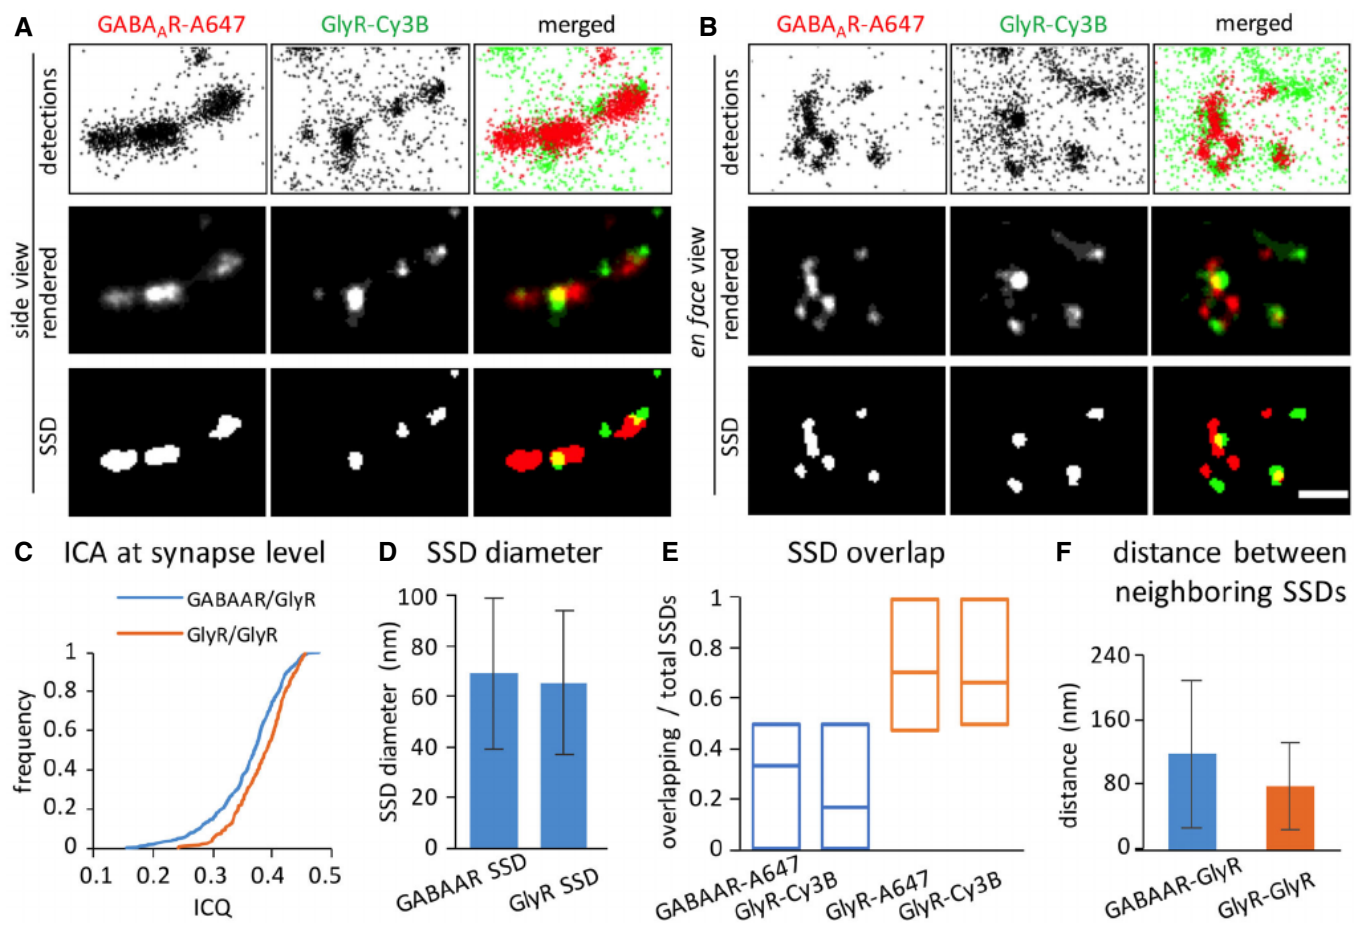 A
GABA_AR-A647
GlyR-Cy3B
merged
B
GABA_AR-A647
GlyR-Cy3B
merged
side view
detections
rendered
SSD
en face view
detections
rendered
SSD
C ICA at synapse level
GABAAR/GlyR
GlyR/GlyR
frequency
1
0.8
0.6
0.4
0.2
0
0.1 0.2 0.3 0.4 0.5
ICQ
D SSD diameter
SSD diameter (nm)
100
80
60
40
20
0
GABAAR SSD
GlyR SSD
E SSD overlap
overlapping / total SSDs
1
0.8
0.6
0.4
0.2
0
GABAAR-A647
GlyR-Cy3B
GlyR-A647
GlyR-Cy3B
F distance between
neighboring SSDs
distance (nm)
240
160
80
0
GABAAR-GlyR
GlyR-GlyR